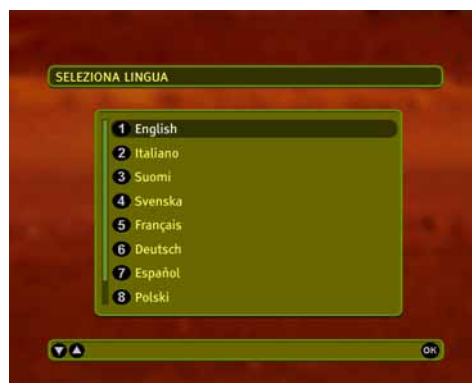 SELEZIONA LINGUA
1 English
2 Italiano
3 Suomi
4 Svenska
5 Français
6 Deutsch
7 Español
8 Polski
OK